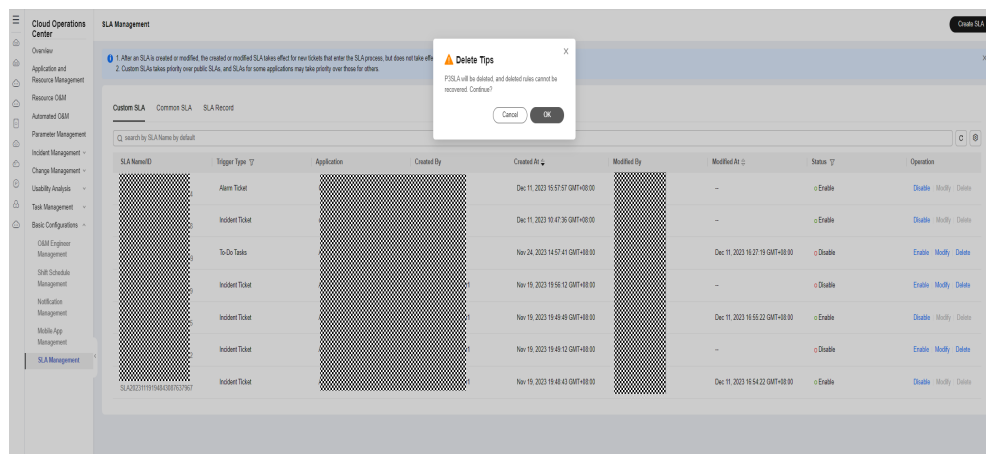 Cloud Operations
Center
SLA Management
Create SLA
Overview
Application and
Resource Management
Resource O&M
Automated O&M
Parameter Management
Incident Management
Change Management
Usability Analysis
Task Management
Basic Configurations
O&M Engineer
Management
Shift Schedule
Management
Notification
Management
Mobile App
Management
SLA Management
1. After an SLA is created or modified, the created or modified SLA takes effect for new tickets that enter the SLA process, but does not take effe
2. Custom SLAs takes priority over public SLAs, and SLAs for some applications may take priority over those for others.
Delete Tips
X
P3SLA will be deleted, and deleted rules cannot be
recovered. Continue?
Cancel OK
Custom SLA Common SLA SLA Record
search by SLA Name by default
SLA Name/ID Trigger Type Application Created By Created At Modified By Modified At Status Operation
Alarm Ticket Dec 11, 2023 15:57:57 GMT+08:00 -- Enable Disable Modify Delete
Incident Ticket Dec 11, 2023 10:47:36 GMT+08:00 -- Enable Disable Modify Delete
To-Do Tasks Nov 24, 2023 14:57:41 GMT+08:00 Dec 11, 2023 16:27:19 GMT+08:00 Disable Enable Modify Delete
Incident Ticket Nov 19, 2023 19:56:12 GMT+08:00 -- Disable Enable Modify Delete
Incident Ticket Nov 19, 2023 19:49:49 GMT+08:00 Dec 11, 2023 16:55:22 GMT+08:00 Enable Disable Modify Delete
Incident Ticket Nov 19, 2023 19:49:12 GMT+08:00 -- Disable Enable Modify Delete
Incident Ticket Nov 19, 2023 19:48:43 GMT+08:00 Dec 11, 2023 16:54:22 GMT+08:00 Enable Disable Modify Delete